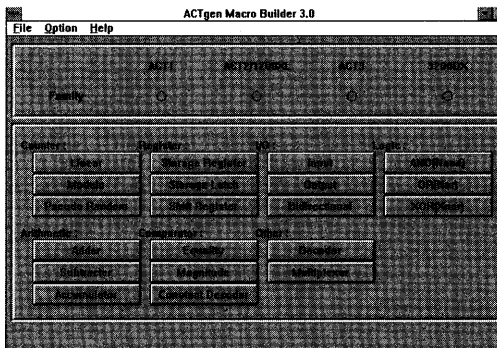 ACTgen Macro Builder 3.0
File Option Help
ACT1 ACT2/1200XL ACT3 3200DX
Family
Counter: Register: I/O: Logic:
Linear Storage Register Input AND(Nand)
Modulo Storage Latch Output OR(Nor)
Pseudo Random Shift Register Bidirectional XOR(Xnor)
Arithmetic: Comparator: Other:
Adder Equality Decoder
Subtractor Magnitude Multiplexor
Accumulator Constant Decoder